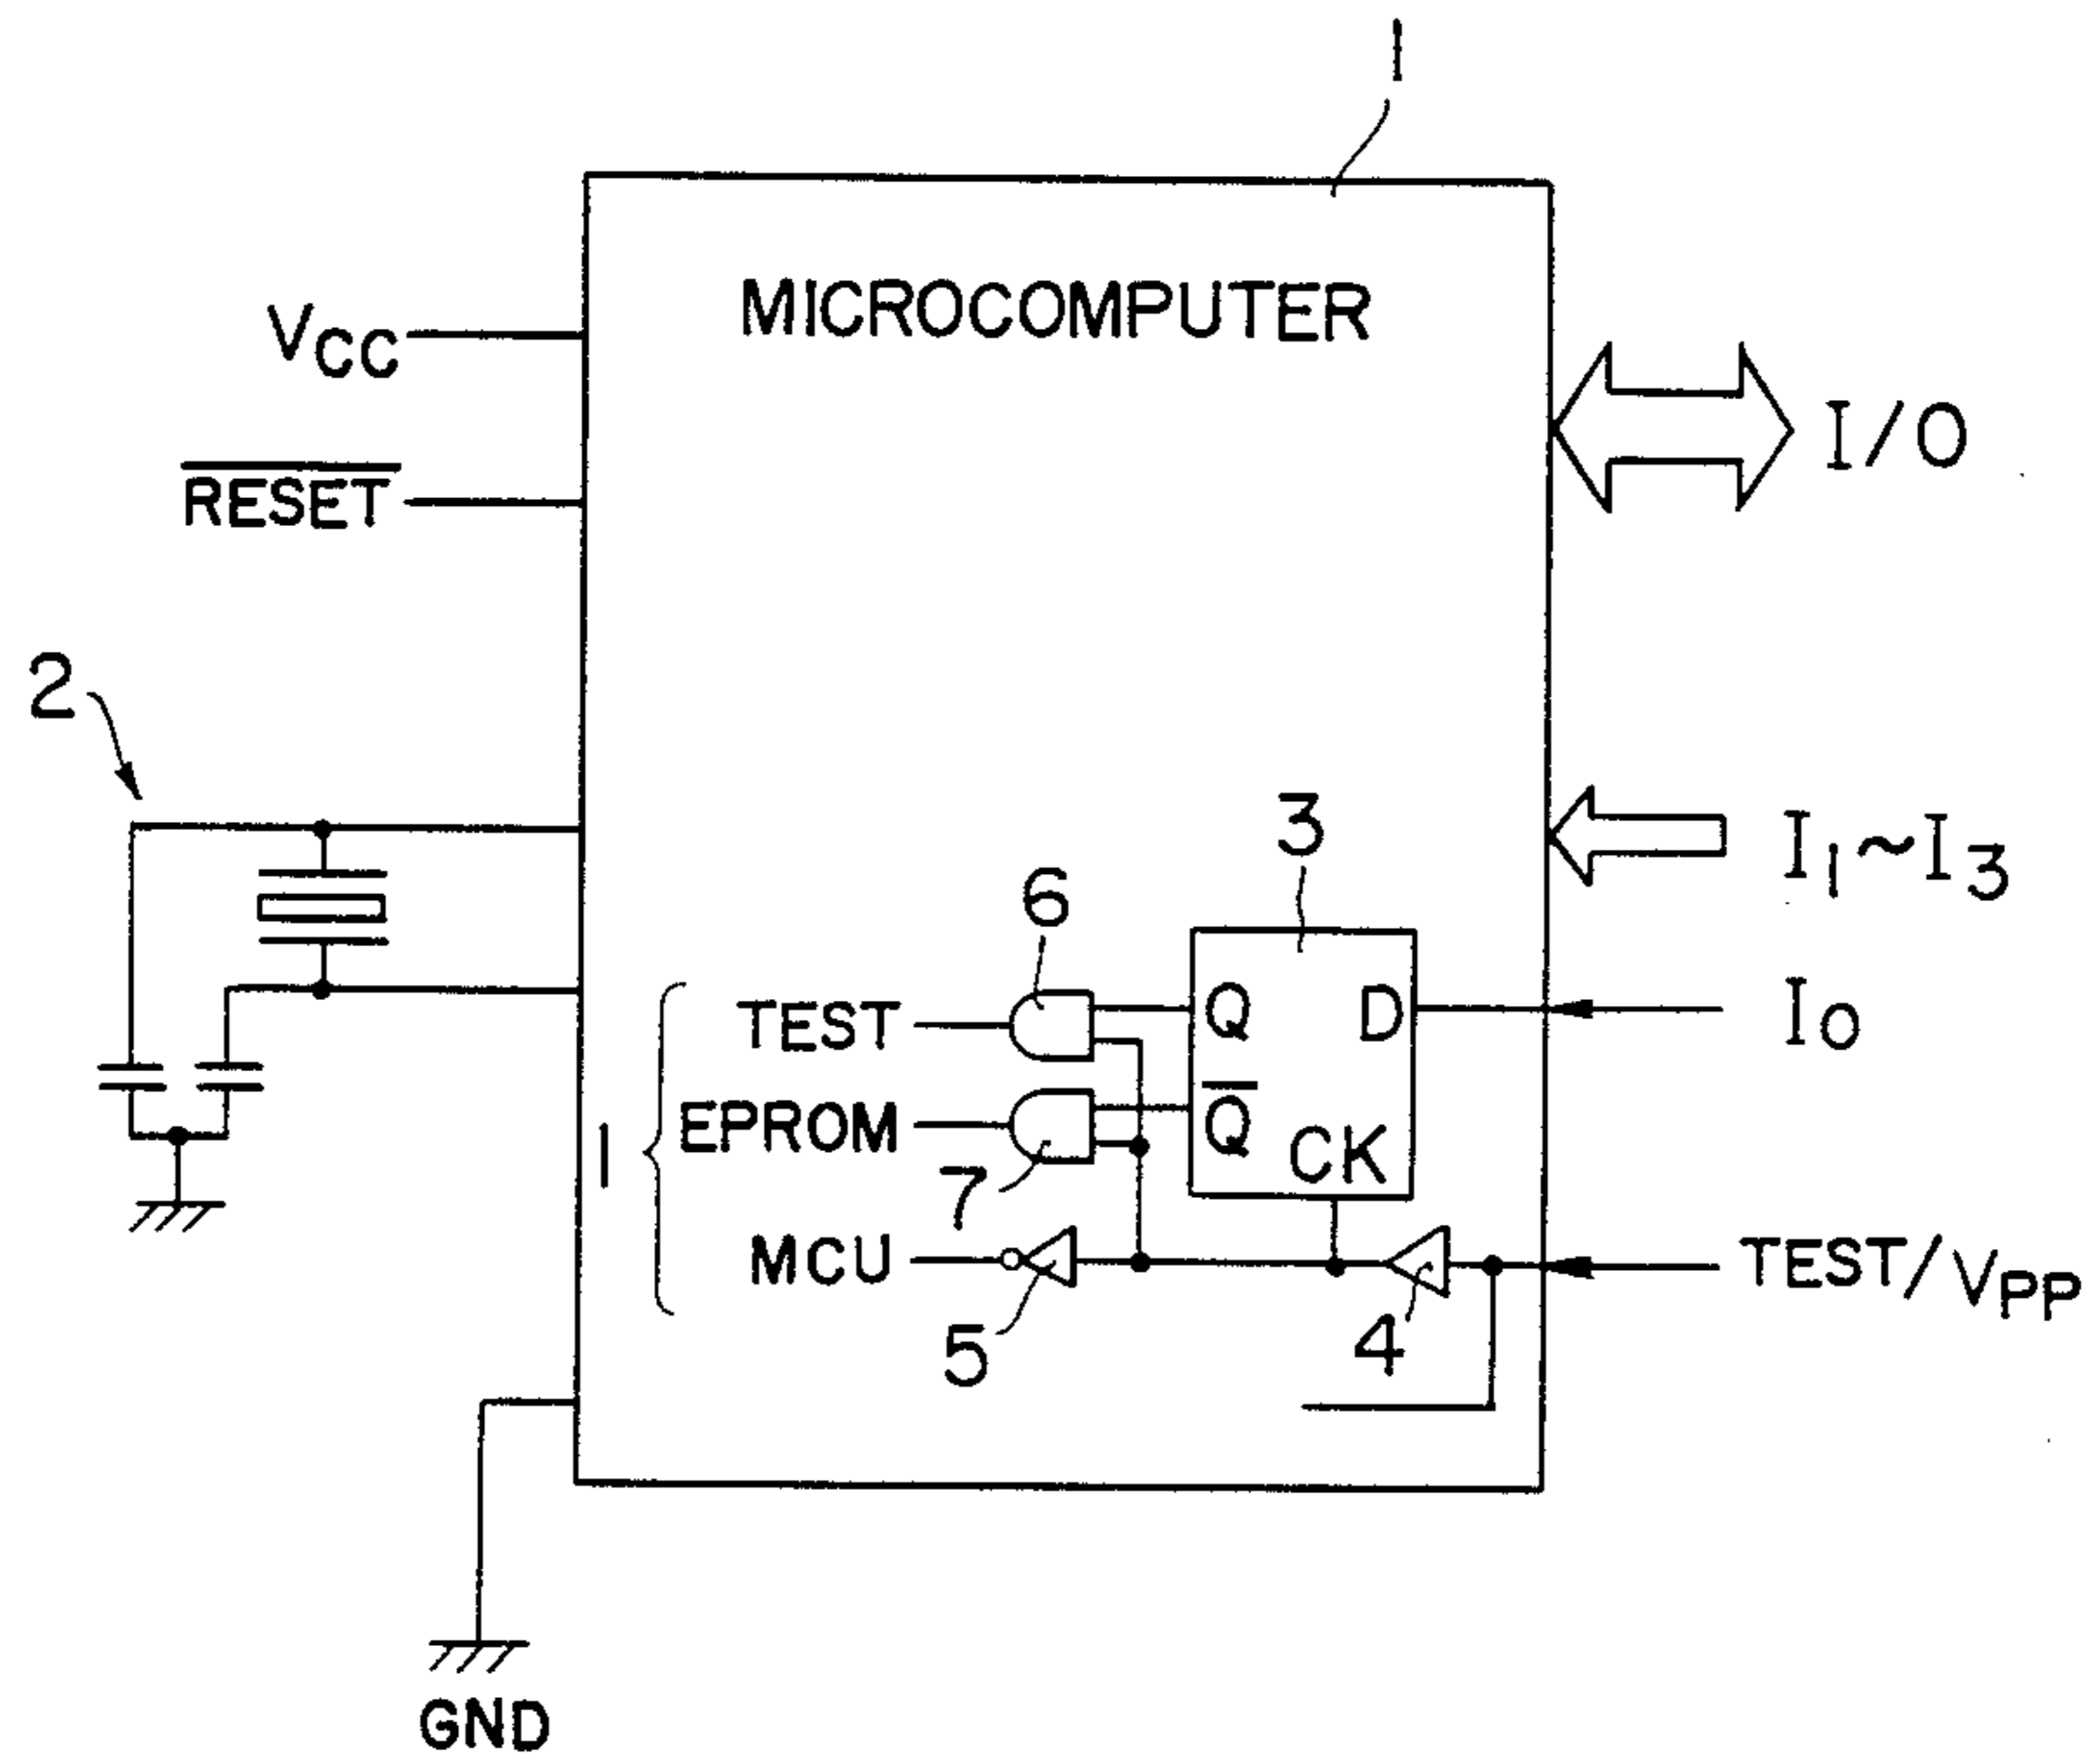 1
MICROCOMPUTER
VCC
RESET
I/O
2
I1~I3
3
6
TEST
Q
D
I0
1
EPROM
Q
CK
7
MCU
TEST/VPP
5
4
GND